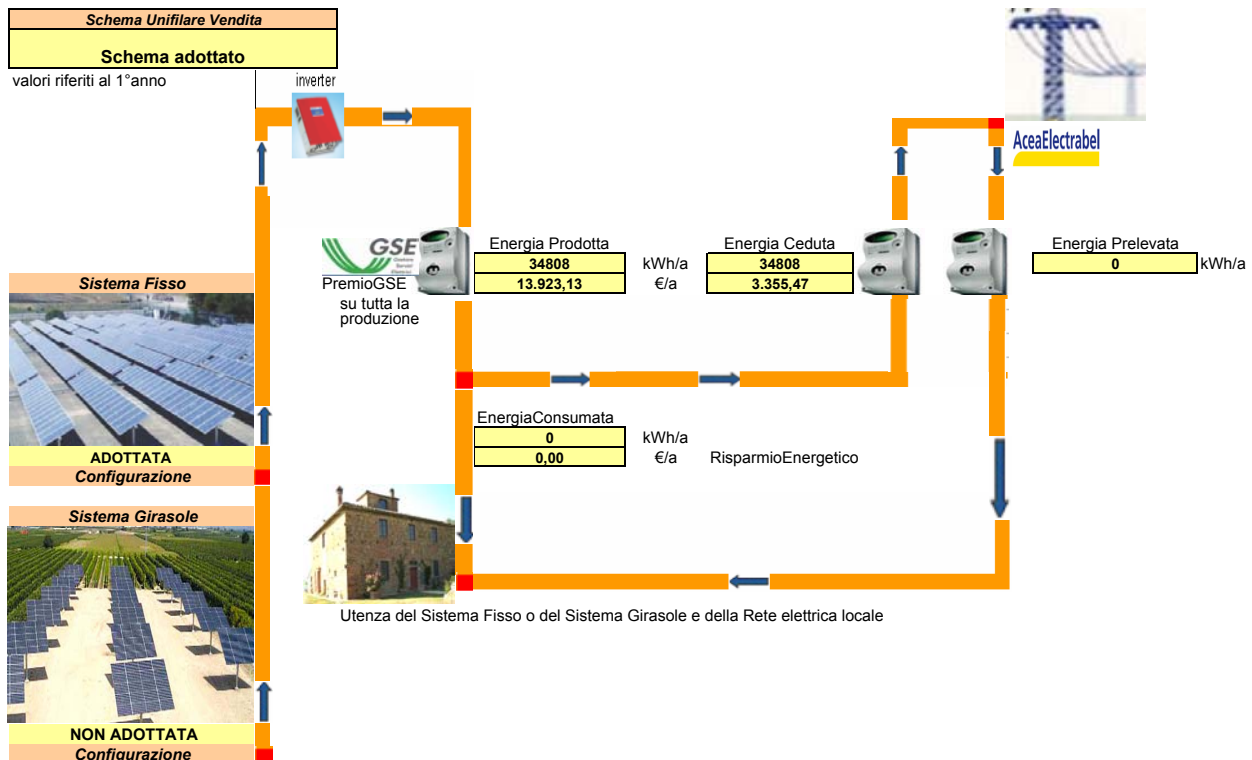 Schema Unifilare Vendita
Schema adottato
valori riferiti al 1°anno
inverter
AceaElectrabel
GSE
Energia Prodotta
Energia Ceduta
Energia Prelevata
34808
kWh/a
34808
0
kWh/a
PremioGSE
13.923,13
€/a
3.355,47
su tutta la
produzione
Sistema Fisso
EnergiaConsumata
0
kWh/a
0,00
€/a
RisparmioEnergetico
ADOTTATA
Configurazione
Sistema Girasole
Utenza del Sistema Fisso o del Sistema Girasole e della Rete elettrica locale
NON ADOTTATA
Configurazione